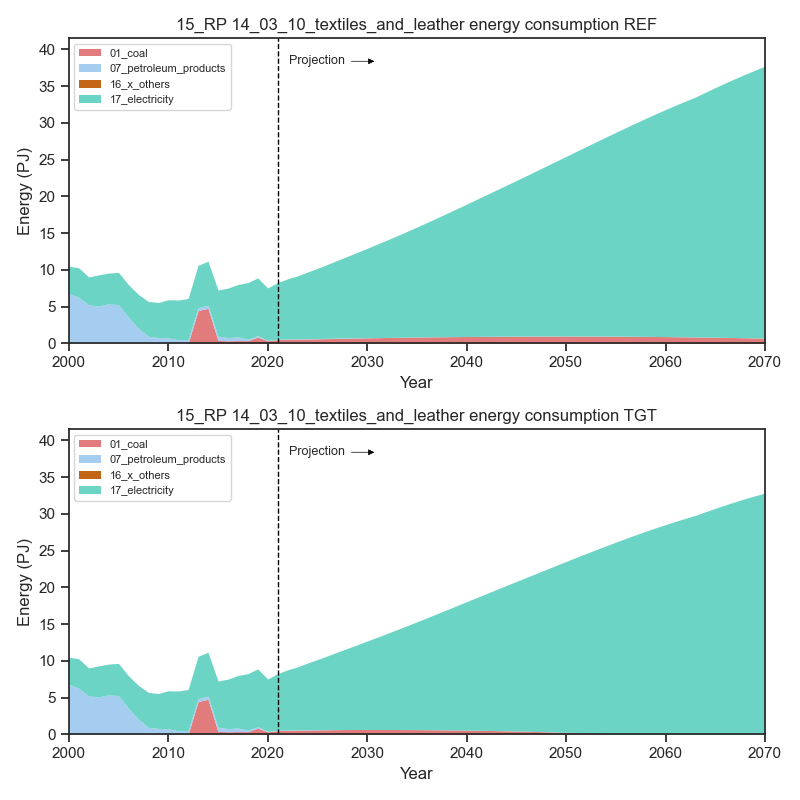 15_RP 14_03_10_textiles_and_leather energy consumption REF
01_coal
07_petroleum_products
16_x_others
17_electricity
Projection
Energy (PJ)
40
35
30
25
20
15
10
5
0
2000 2010 2020 2030 2040 2050 2060 2070
Year
15_RP 14_03_10_textiles_and_leather energy consumption TGT
01_coal
07_petroleum_products
16_x_others
17_electricity
Projection
Energy (PJ)
40
35
30
25
20
15
10
5
0
2000 2010 2020 2030 2040 2050 2060 2070
Year